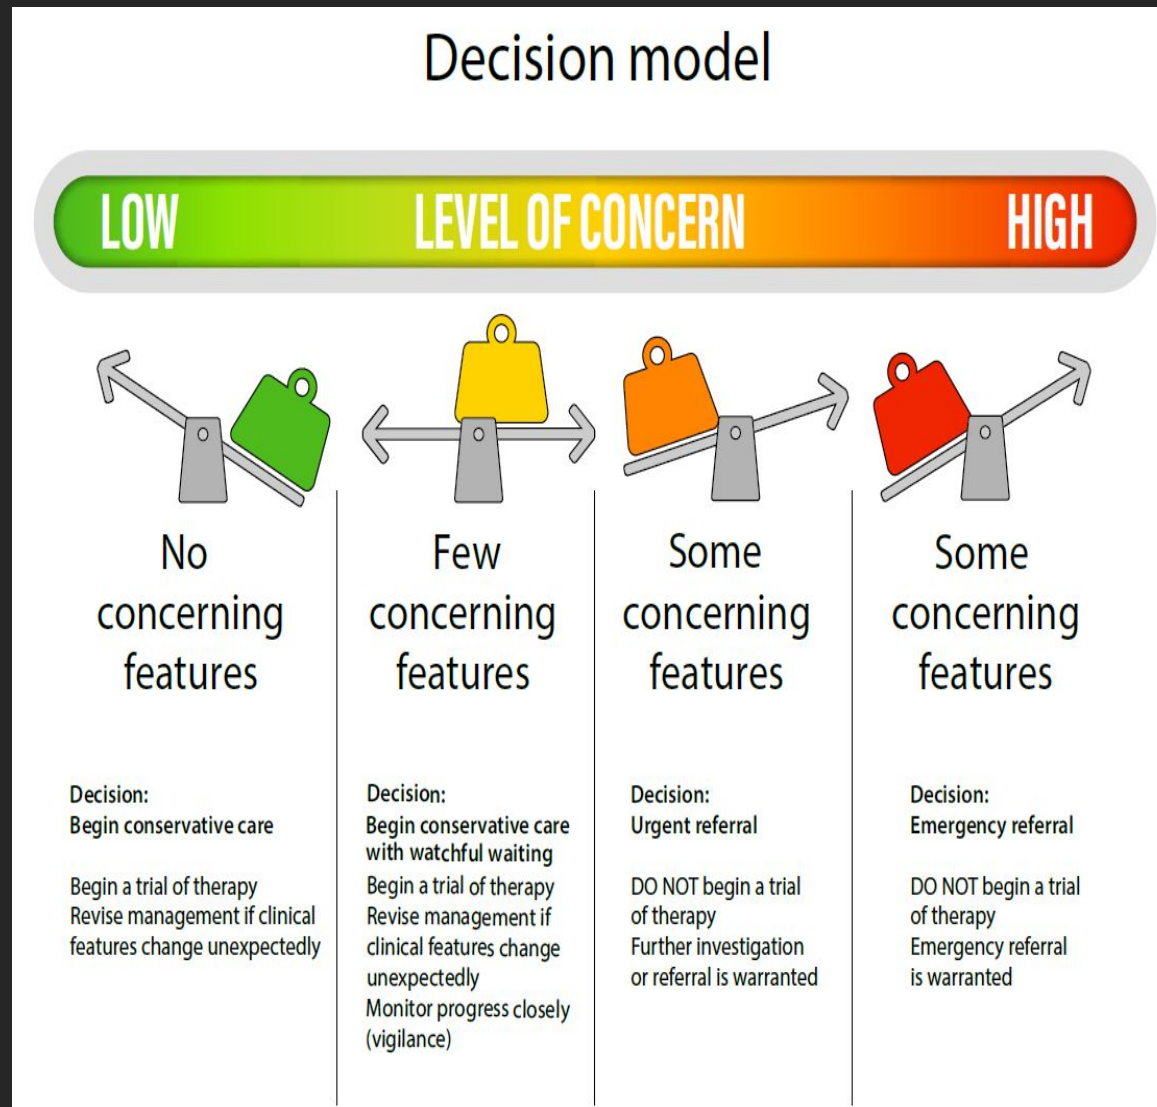 Decision model
LOW LEVEL OF CONCERN HIGH
No
concerning
features
Decision:
Begin conservative care
Begin a trial of therapy
Revise management if clinical
features change unexpectedly
Few
concerning
features
Decision:
Begin conservative care
with watchful waiting
Begin a trial of therapy
Revise management if
clinical features change
unexpectedly
Monitor progress closely
(vigilance)
Some
concerning
features
Decision:
Urgent referral
DO NOT begin a trial
of therapy
Further investigation
or referral is warranted
Some
concerning
features
Decision:
Emergency referral
DO NOT begin a trial
of therapy
Emergency referral
is warranted